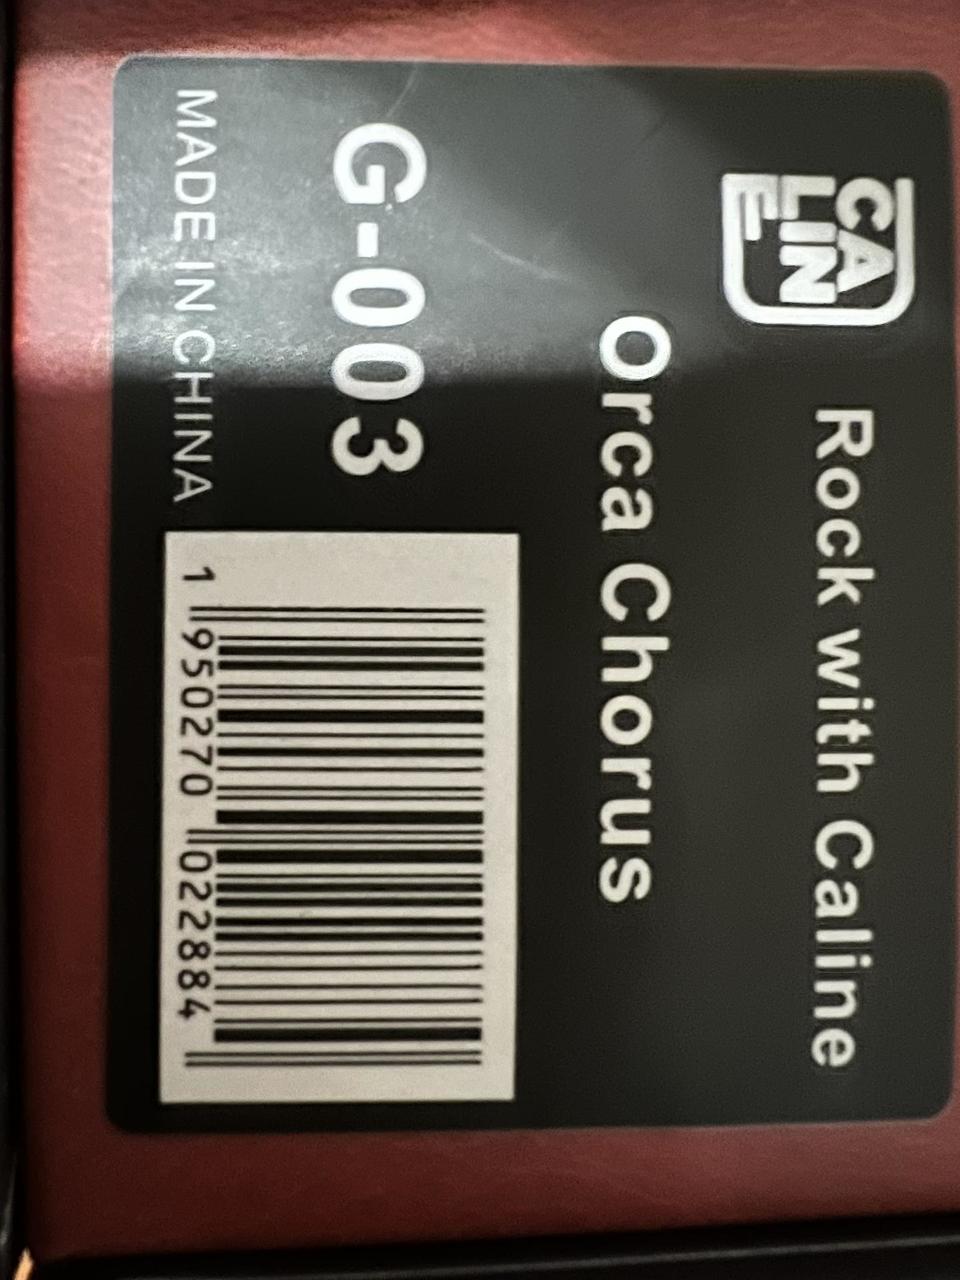 CA
LIN
E
Rock with Caline
Orca Chorus
G-003
MADE IN CHINA
1 950270 022884